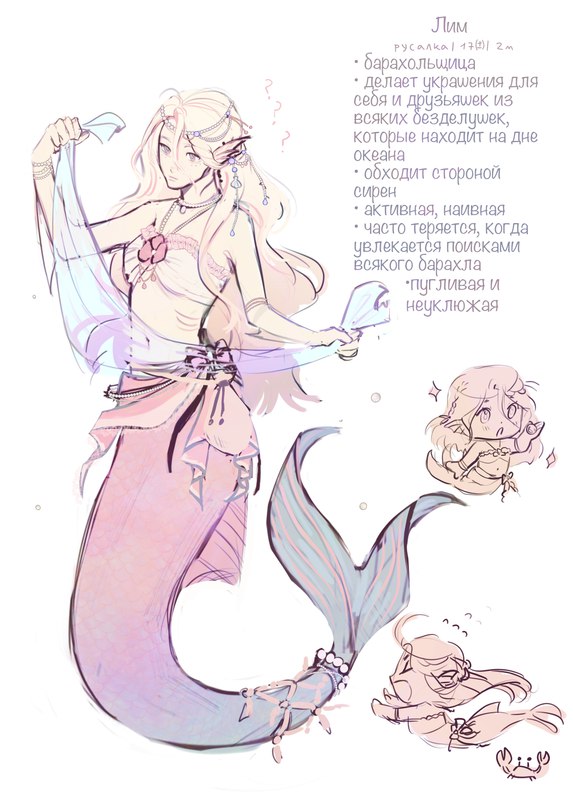 Лим
русалка | 17(?) | 2м
• барахольщица
• делает украшения для
себя и друзьяшек из
всяких безделушек,
которые находит на дне
океана
• обходит стороной
сирен
• активная, наивная
• часто теряется, когда
увлекается поисками
всякого барахла
•пугливая и
неуклюжая
? ? ?